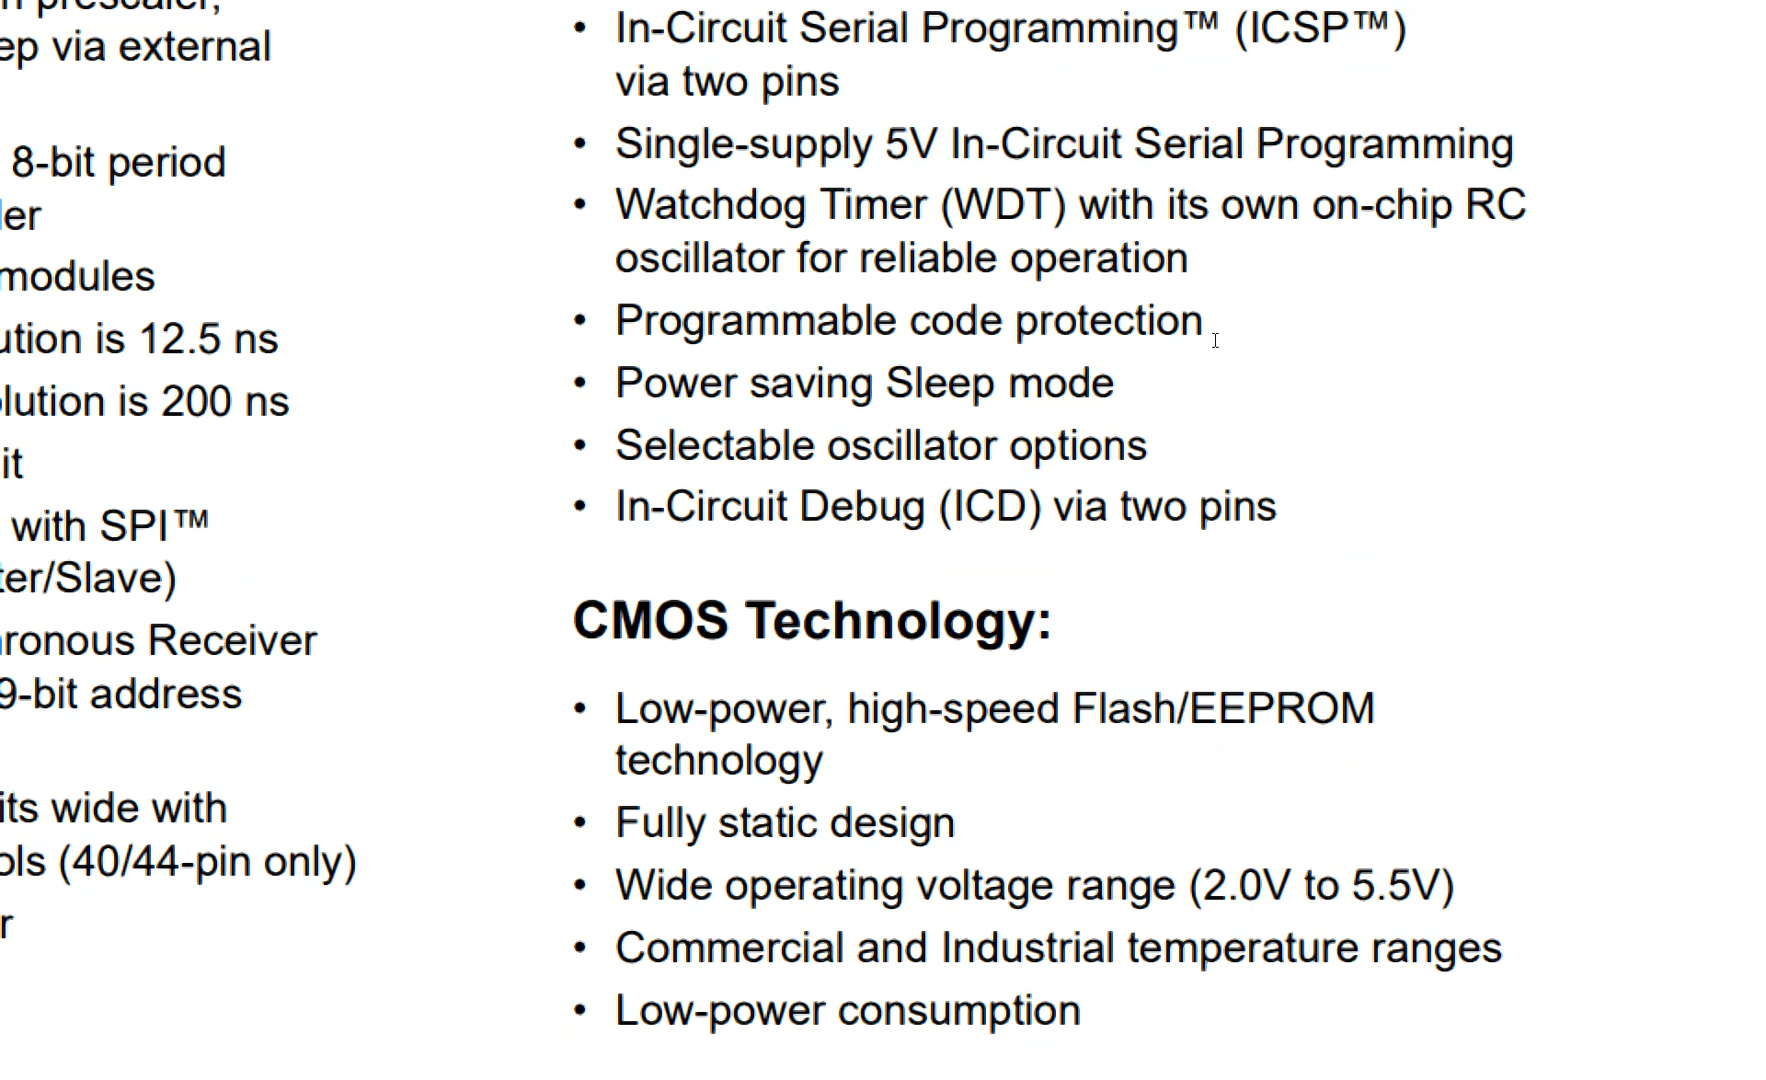 ep via external
8-bit period
ler
modules
ution is 12.5 ns
lution is 200 ns
it
with SPI™
ter/Slave)
ronous Receiver
9-bit address
its wide with
ols (40/44-pin only)
r
• In-Circuit Serial Programming™ (ICSP™)
via two pins
• Single-supply 5V In-Circuit Serial Programming
• Watchdog Timer (WDT) with its own on-chip RC
oscillator for reliable operation
• Programmable code protection
• Power saving Sleep mode
• Selectable oscillator options
• In-Circuit Debug (ICD) via two pins
CMOS Technology:
• Low-power, high-speed Flash/EEPROM
technology
• Fully static design
• Wide operating voltage range (2.0V to 5.5V)
• Commercial and Industrial temperature ranges
• Low-power consumption